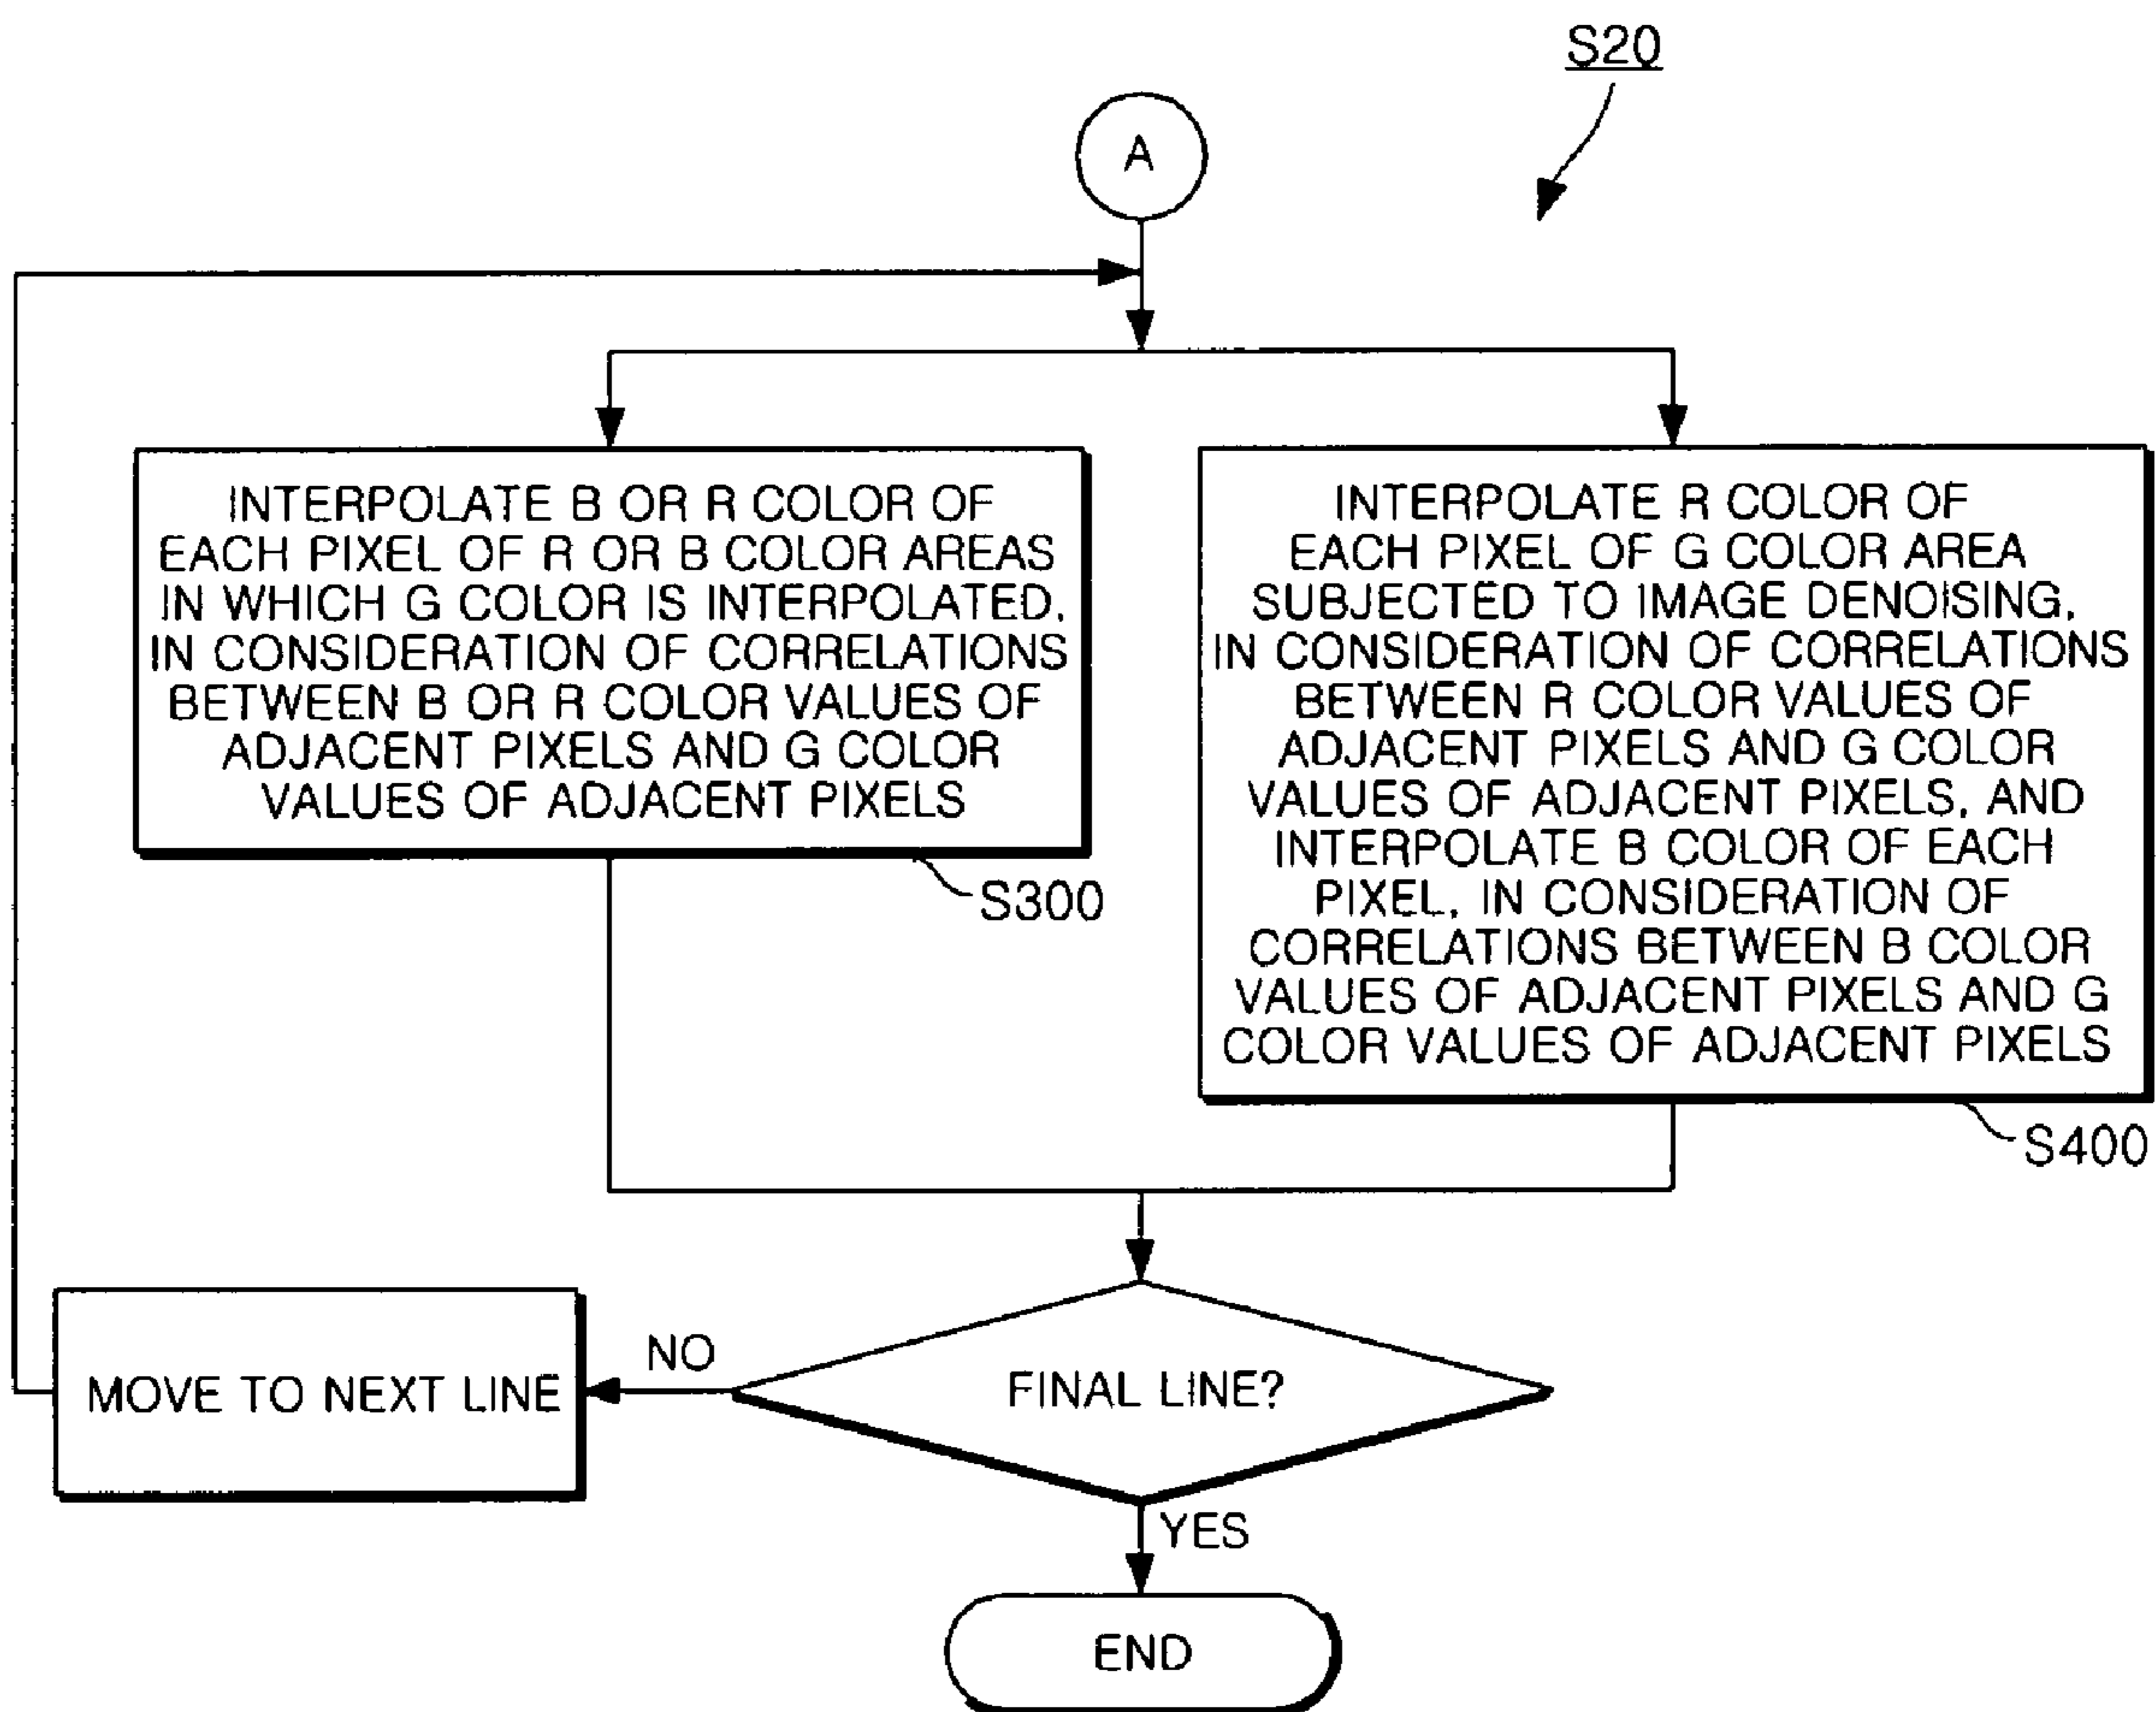 S20
A
INTERPOLATE B OR R COLOR OF
EACH PIXEL OF R OR B COLOR AREAS
IN WHICH G COLOR IS INTERPOLATED,
IN CONSIDERATION OF CORRELATIONS
BETWEEN B OR R COLOR VALUES OF
ADJACENT PIXELS AND G COLOR
VALUES OF ADJACENT PIXELS
S300
INTERPOLATE R COLOR OF
EACH PIXEL OF G COLOR AREA
SUBJECTED TO IMAGE DENOISING,
IN CONSIDERATION OF CORRELATIONS
BETWEEN R COLOR VALUES OF
ADJACENT PIXELS AND G COLOR
VALUES OF ADJACENT PIXELS, AND
INTERPOLATE B COLOR OF EACH
PIXEL, IN CONSIDERATION OF
CORRELATIONS BETWEEN B COLOR
VALUES OF ADJACENT PIXELS AND G
COLOR VALUES OF ADJACENT PIXELS
S400
FINAL LINE?
NO
MOVE TO NEXT LINE
YES
END